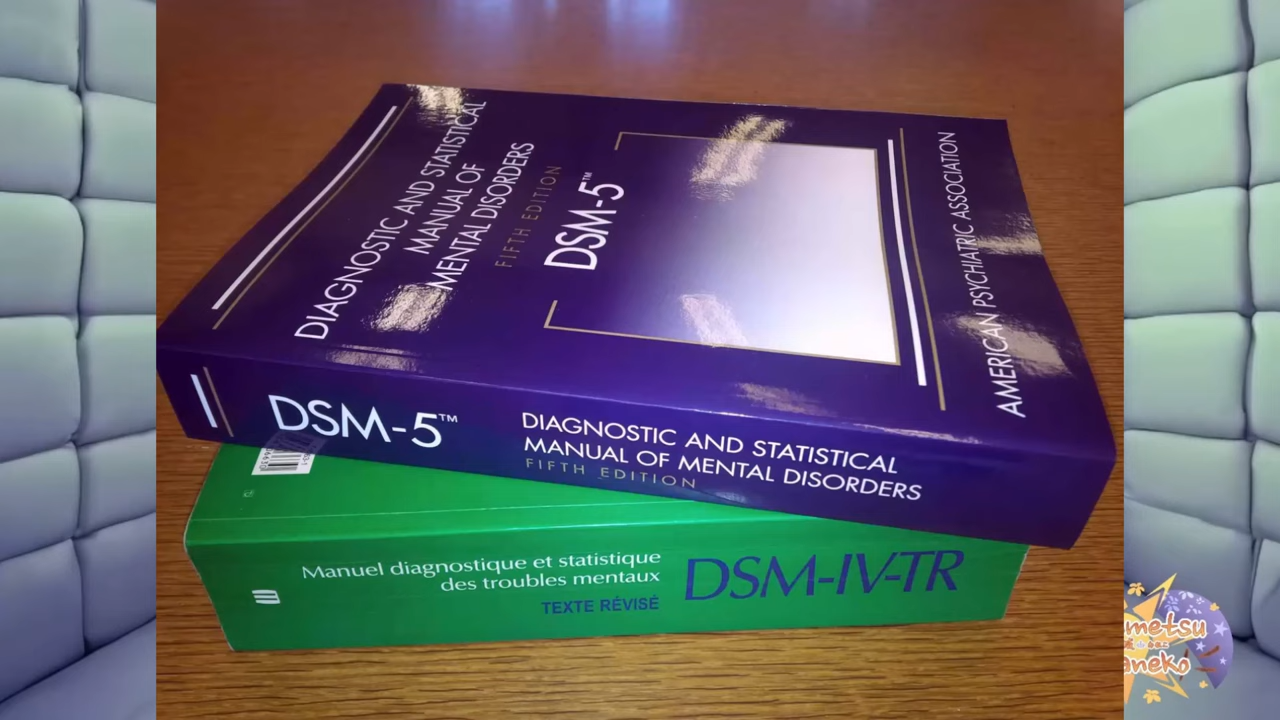 DIAGNOSTIC AND STATISTICAL
MANUAL OF
MENTAL DISORDERS
FIFTH EDITION
DSM-5™
AMERICAN PSYCHIATRIC ASSOCIATION
DSM-5™
DIAGNOSTIC AND STATISTICAL
MANUAL OF MENTAL DISORDERS
FIFTH EDITION
Manuel diagnostique et statistique
des troubles mentaux
TEXTE RÉVISÉ
DSM-IV-TR